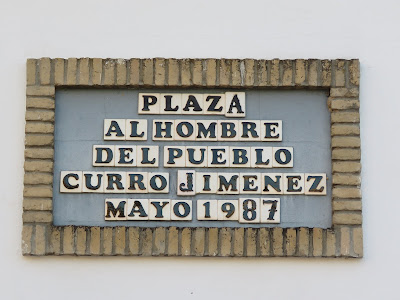 PLAZA
AL HOMBRE
DEL PUEBLO
CURRO JIMENEZ
MAYO 1987